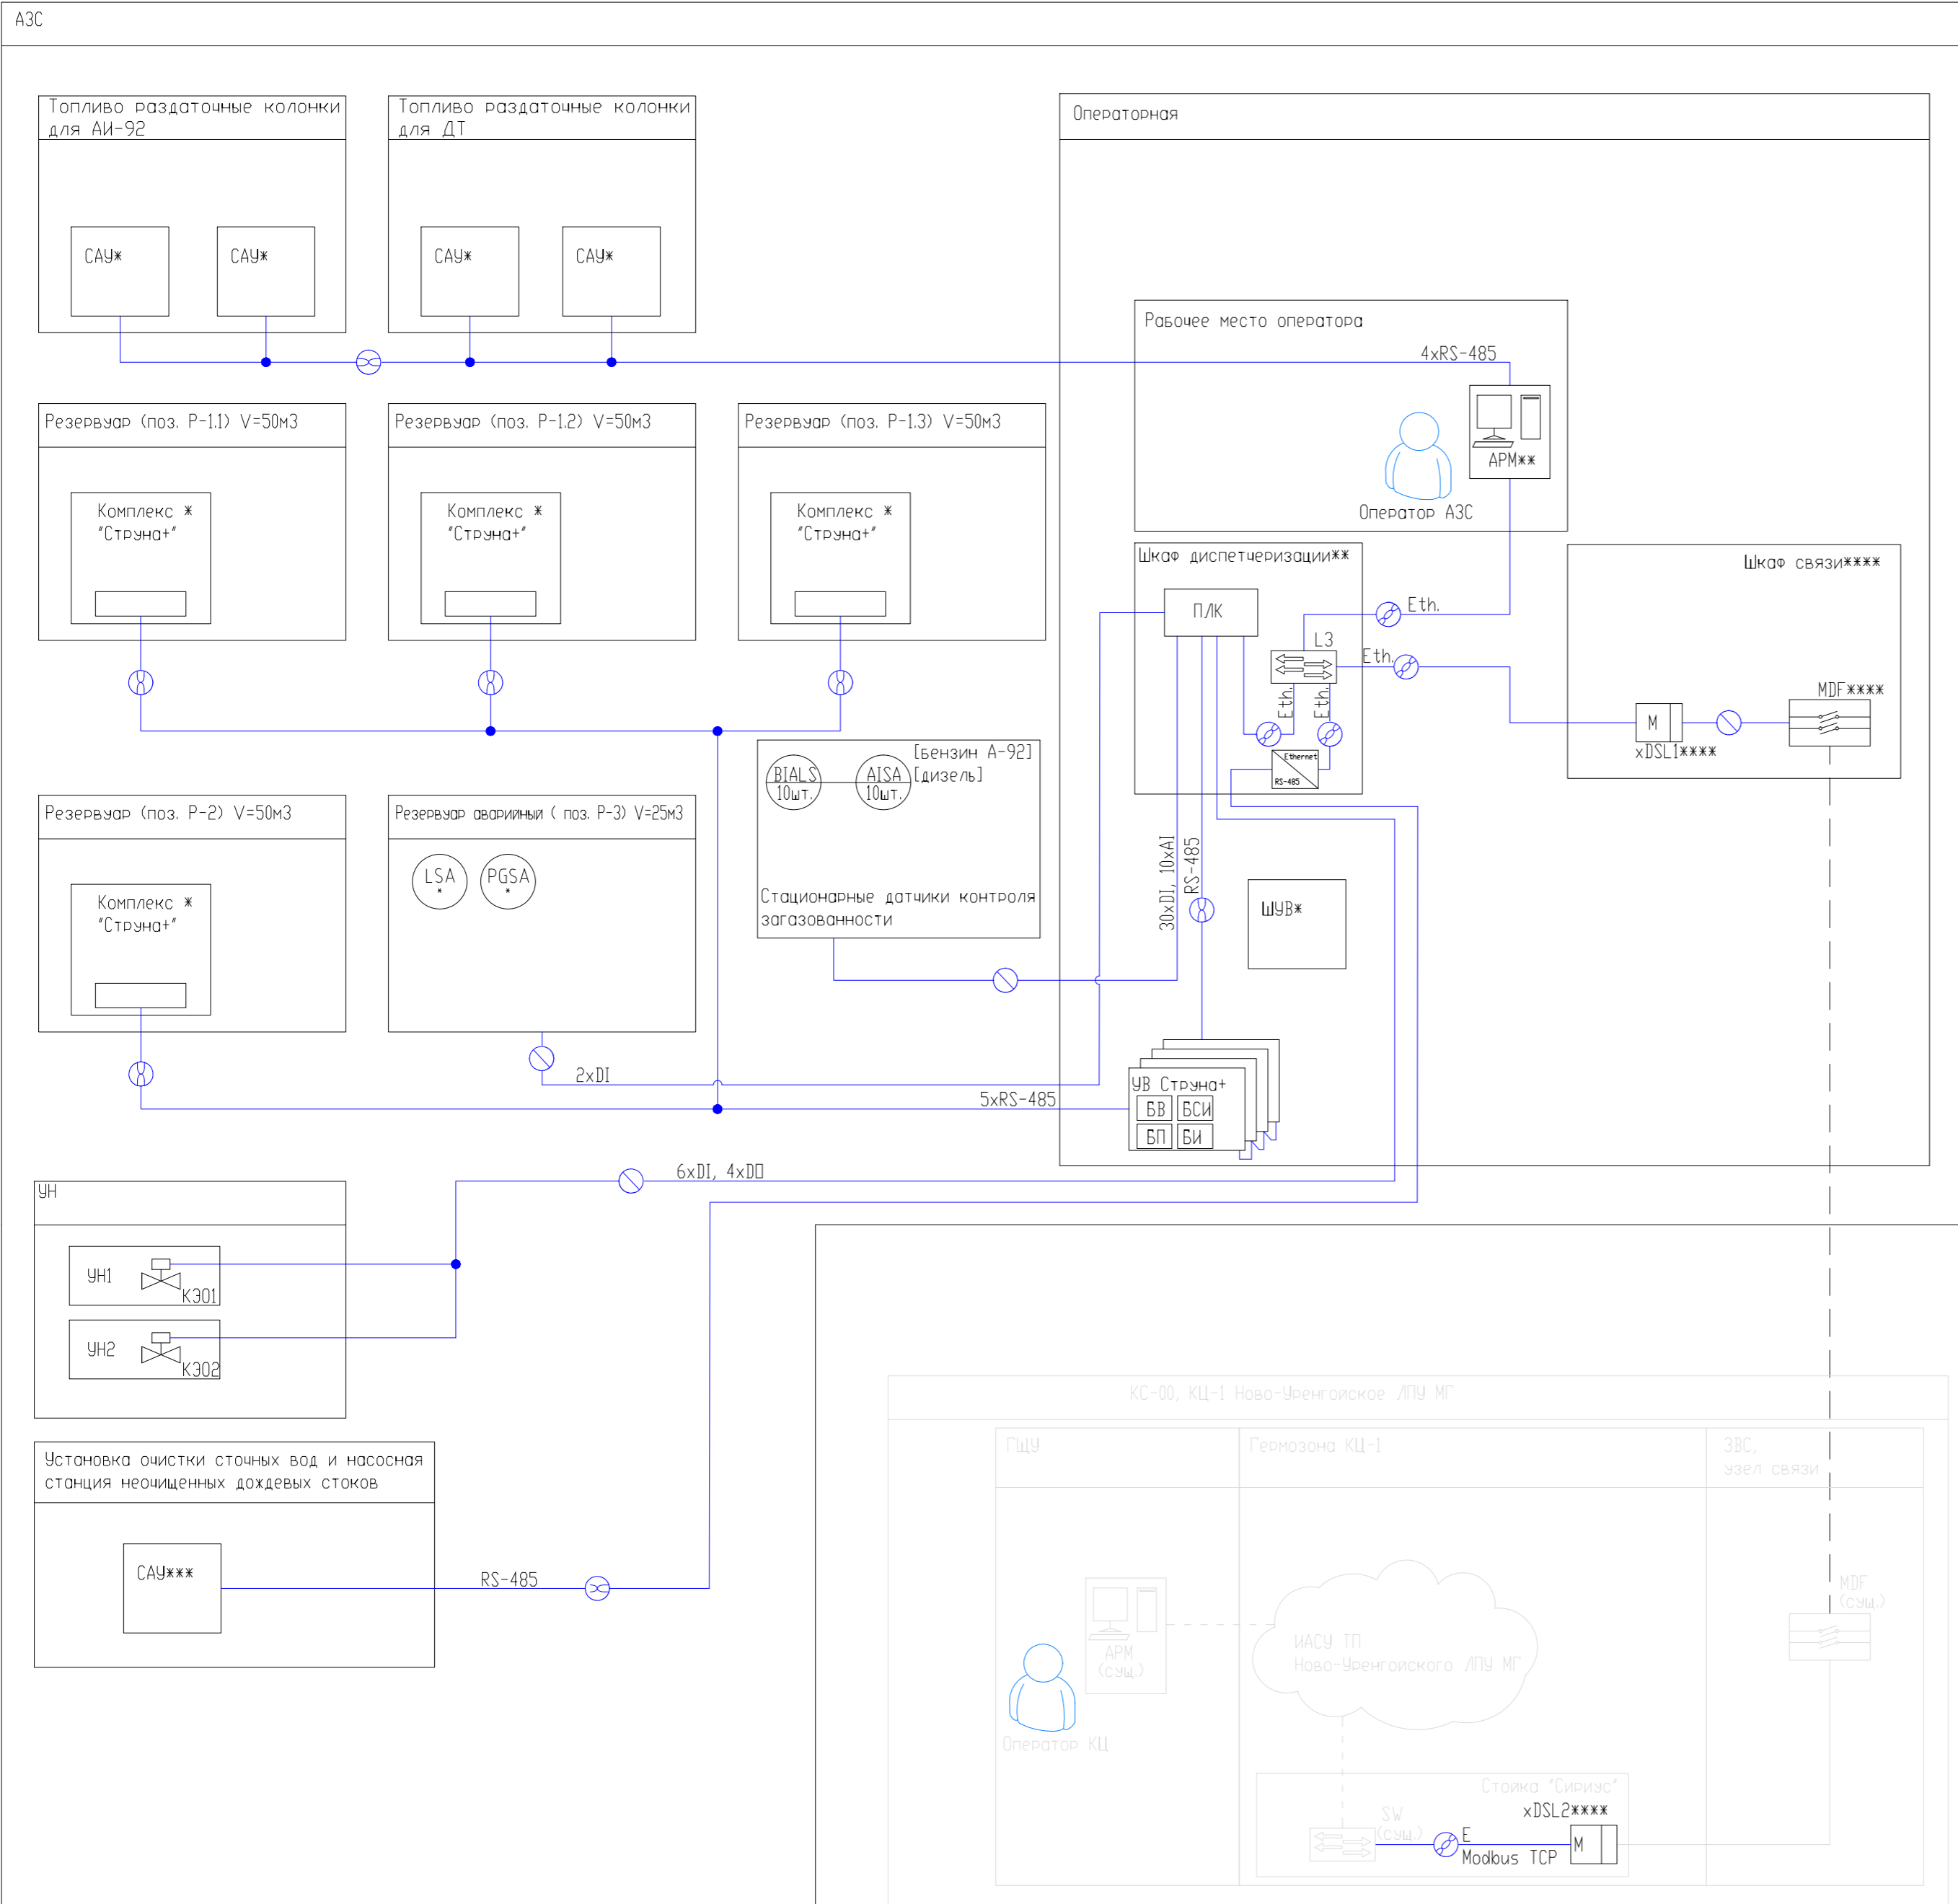 АЗС
Топливо раздаточные колонки
для АИ-92
САУ*
САУ*
Топливо раздаточные колонки
для ДТ
САУ*
САУ*
Операторная
Рабочее место оператора
4xRS-485
АРМ**
Оператор АЗС
Резервуар (поз. Р-1.1) V=50м3
Комплекс *
"Струна+"
Резервуар (поз. Р-1.2) V=50м3
Комплекс *
"Струна+"
Резервуар (поз. Р-1.3) V=50м3
Комплекс *
"Струна+"
Шкаф диспетчеризации**
ПЛК
L3
Eth.
Eth.
Eth.
Eth.
Ethernet
RS-485
Шкаф связи****
MDF****
M
xDSL1****
[бензин А-92]
[дизель]
BIALS
10шт.
AISA
10шт.
Стационарные датчики контроля
загазованности
30xDI, 10xAI
RS-485
ШУВ*
Резервуар (поз. Р-2) V=50м3
Комплекс *
"Струна+"
Резервуар аварийный ( поз. Р-3) V=25м3
LSA
*
PGSA
*
2xDI
5xRS-485
УВ Струна+
БВ
БСИ
БП
БИ
6xDI, 4xDO
УН
УН1
КЭО1
УН2
КЭО2
Установка очистки сточных вод и насосная
станция неочищенных дождевых стоков
САУ***
RS-485
КС-00, КЦ-1 Ново-Уренгойское ЛПУ МГ
ГЩУ
Гермозона КЦ-1
ЗВС,
узел связи
АРМ
(сущ.)
Оператор КЦ
ИАСУ ТП
Ново-Уренгойского ЛПУ МГ
MDF
(сущ.)
Стойка "Сириус"
xDSL2****
SW
(сущ.)
E
Modbus TCP
M